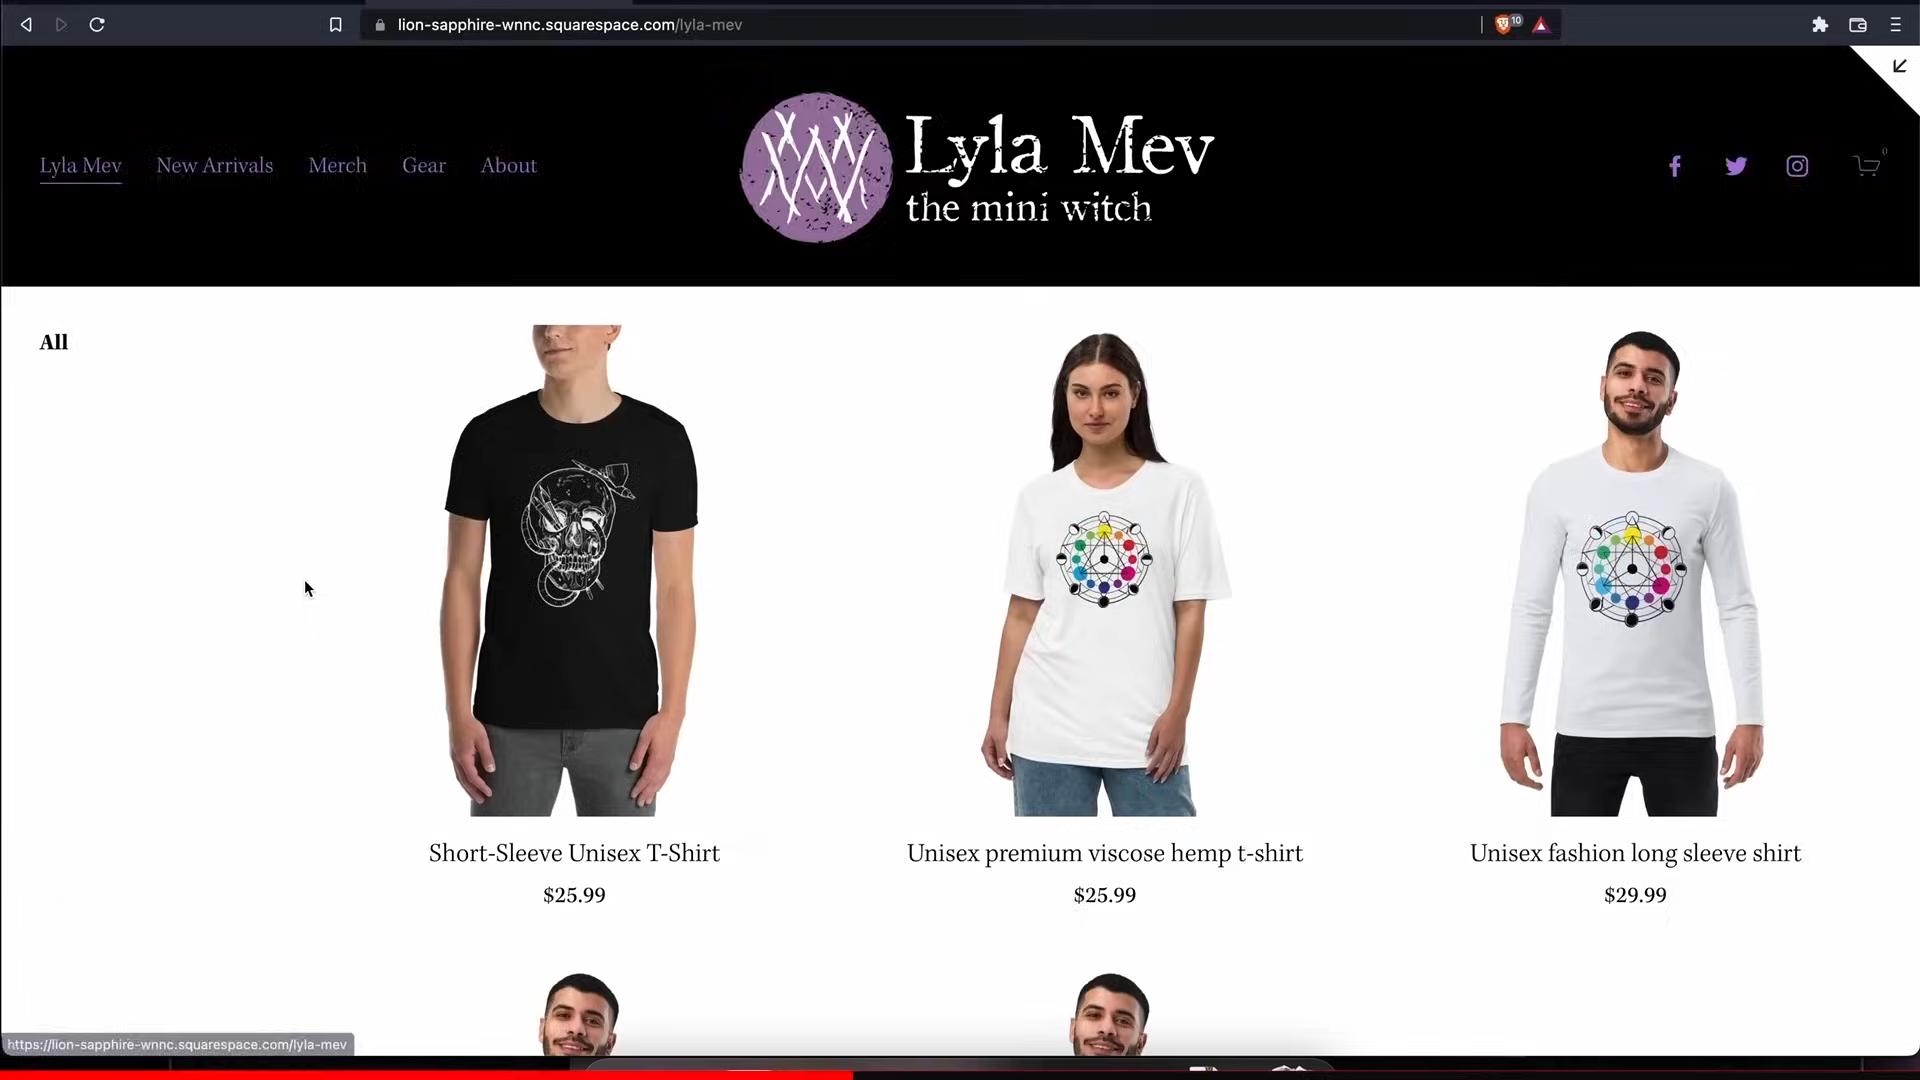 lion-sapphire-wnnc.squarespace.com/lyla-mev
10
Lyla Mev
New Arrivals
Merch
Gear
About
Lyla Mev
the mini witch
0
All
Short-Sleeve Unisex T-Shirt
$25.99
Unisex premium viscose hemp t-shirt
$25.99
Unisex fashion long sleeve shirt
$29.99
https://lion-sapphire-wnnc.squarespace.com/lyla-mev